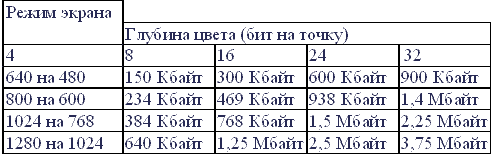 Режим экрана
Глубина цвета (бит на точку)
4 8 16 24 32
640 на 480 150 Кбайт 300 Кбайт 600 Кбайт 900 Кбайт
800 на 600 234 Кбайт 469 Кбайт 938 Кбайт 1,4 Мбайт
1024 на 768 384 Кбайт 768 Кбайт 1,5 Мбайт 2,25 Мбайт
1280 на 1024 640 Кбайт 1,25 Мбайт 2,5 Мбайт 3,75 Мбайт